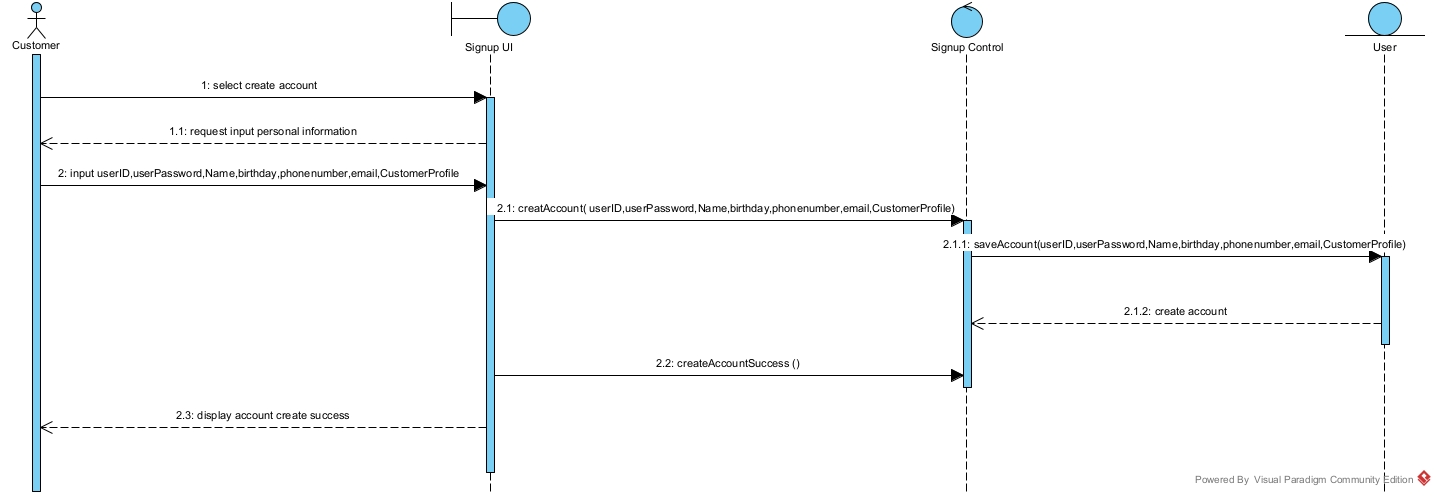 Customer
Signup UI
Signup Control
User
1: select create account
1.1: request input personal information
2: input userID,userPassword,Name,birthday,phonenumber,email,CustomerProfile
2.1: creatAccount( userID,userPassword,Name,birthday,phonenumber,email,CustomerProfile)
2.1.1: saveAccount(userID,userPassword,Name,birthday,phonenumber,email,CustomerProfile)
2.1.2: create account
2.2: createAccountSuccess ()
2.3: display account create success
Powered By Visual Paradigm Community Edition